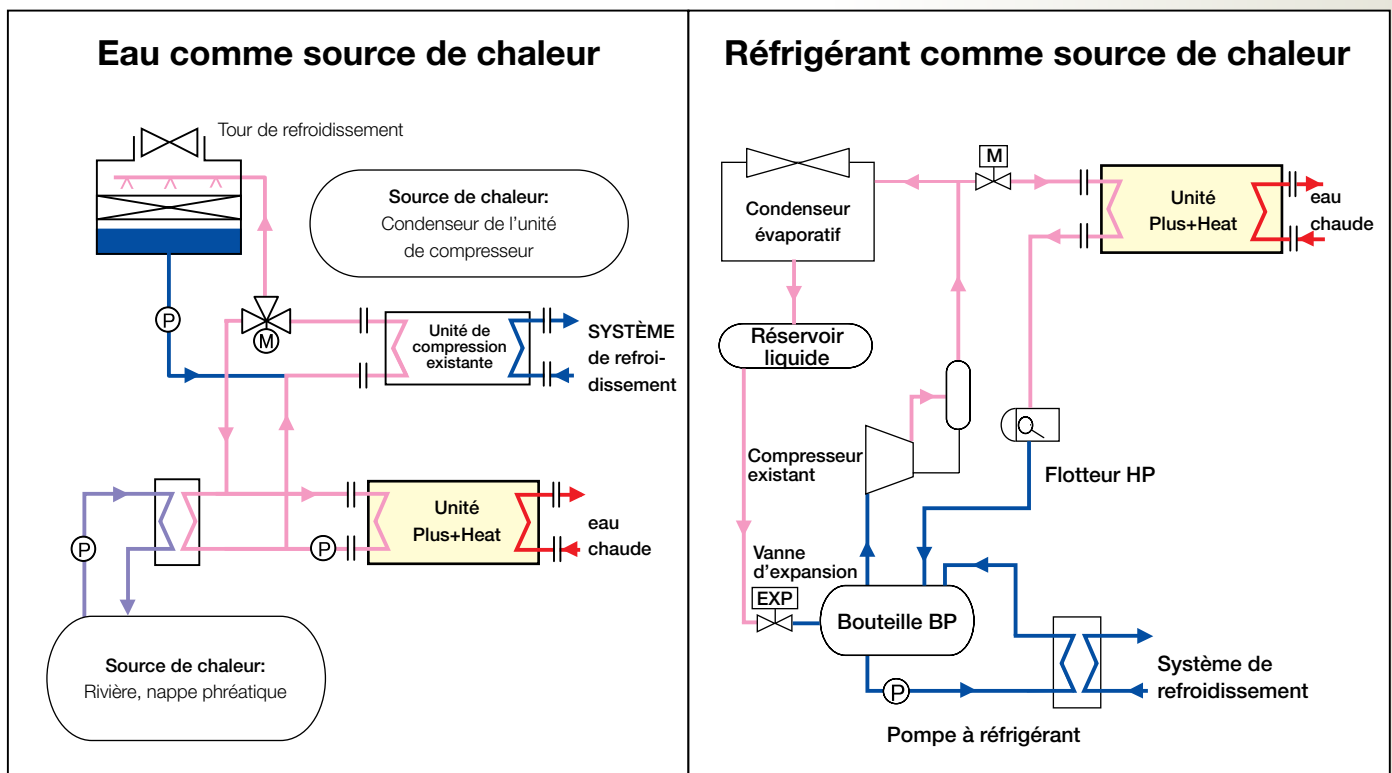 Eau comme source de chaleur
Tour de refroidissement
Source de chaleur:
Condenseur de l'unité
de compresseur
P
M
Unité de
compression
existante
SYSTÈME
de refroi-
dissement
P
P
Unité
Plus+Heat
eau
chaude
Source de chaleur:
Rivière, nappe phréatique
Réfrigérant comme source de chaleur
M
Condenseur
évaporatif
Unité
Plus+Heat
eau
chaude
Réservoir
liquide
Compresseur
existant
Flotteur HP
Vanne
d'expansion
EXP
Bouteille BP
P
Système de
refroidissement
Pompe à réfrigérant